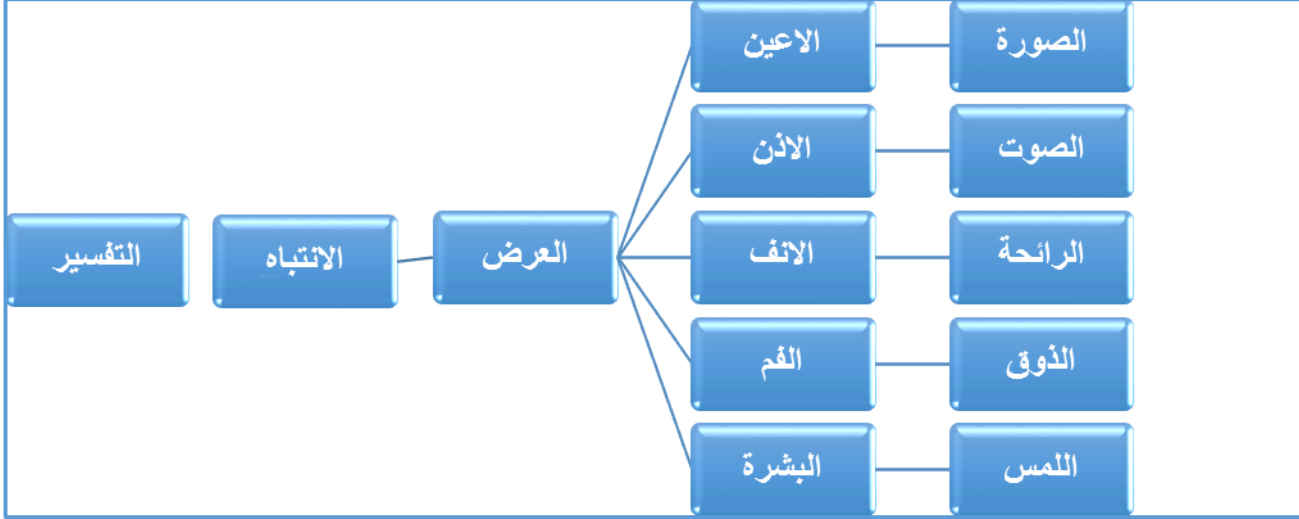 الصورة
الاعين
الصوت
الاذن
الرائحة
الانف
العرض
الانتباه
التفسير
الذوق
الفم
اللمس
البشرة